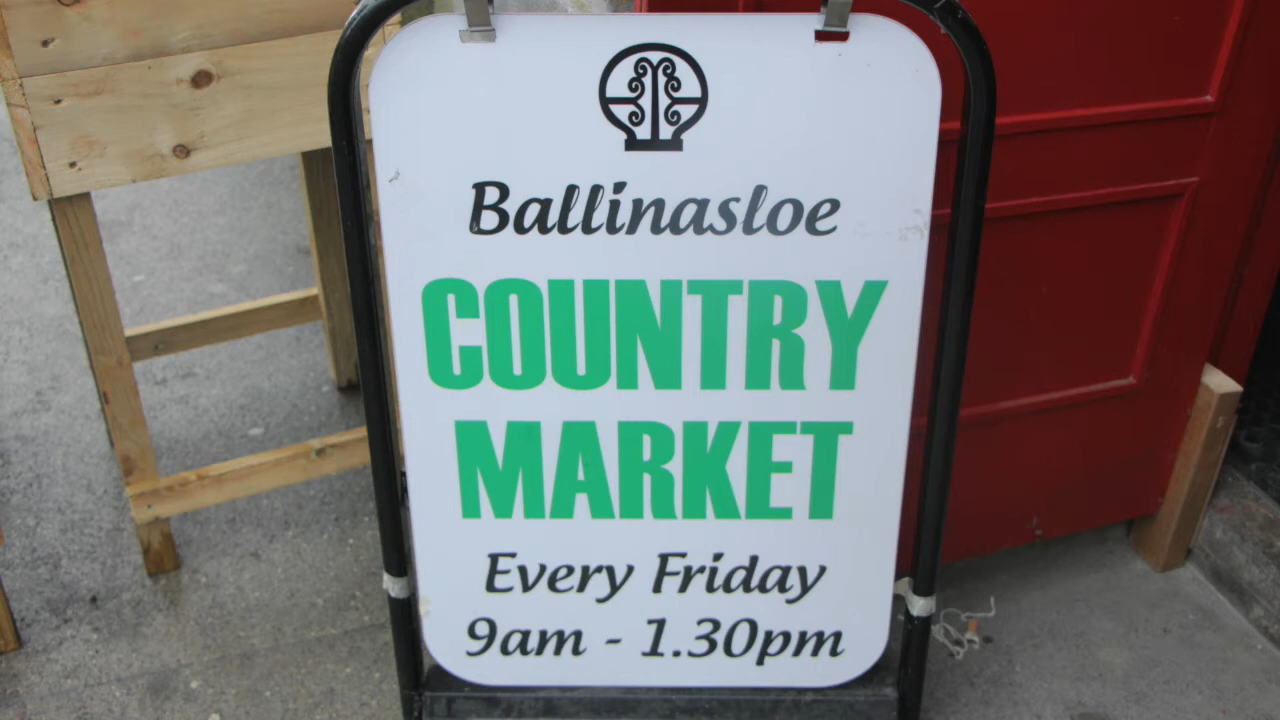 Ballinasloe
COUNTRY
MARKET
Every Friday
9am - 1.30pm